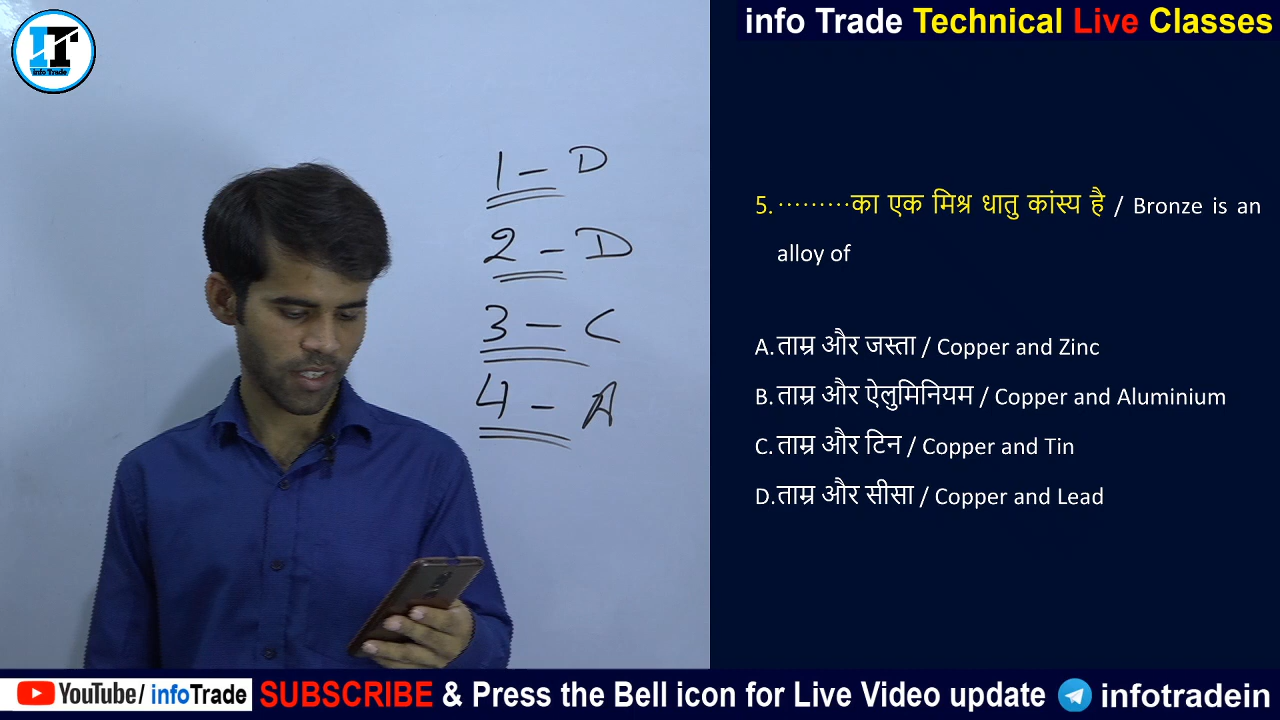 IT
info Trade
info Trade Technical Live Classes
1 – D
2 – D
3 – C
4 – A
5. .........का एक मिश्र धातु कांस्य है / Bronze is an
alloy of
A. ताम्र और जस्ता / Copper and Zinc
B. ताम्र और ऐलुमिनियम / Copper and Aluminium
C. ताम्र और टिन / Copper and Tin
D. ताम्र और सीसा / Copper and Lead
YouTube/ infoTrade SUBSCRIBE & Press the Bell icon for Live Video update infotradein